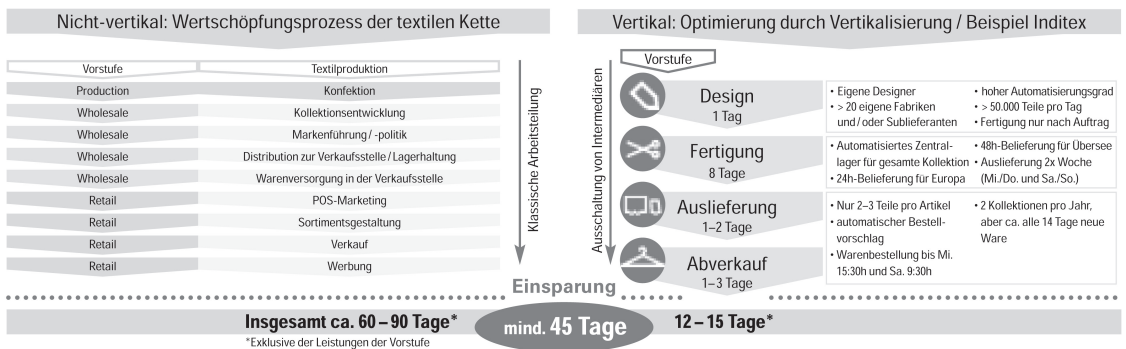 Nicht-vertikal: Wertschöpfungsprozess der textilen Kette
Vorstufe Textilproduktion
Production Konfektion
Wholesale Kollektionsentwicklung
Wholesale Markenführung / -politik
Wholesale Distribution zur Verkaufsstelle / Lagerhaltung
Wholesale Warenversorgung in der Verkaufsstelle
Retail POS-Marketing
Retail Sortimentsgestaltung
Retail Verkauf
Retail Werbung
Klassische Arbeitsteilung
Vertikal: Optimierung durch Vertikalisierung / Beispiel Inditex
Ausschaltung von Intermediären
Vorstufe
Design
1 Tag
• Eigene Designer
• > 20 eigene Fabriken
und / oder Sublieferanten
• hoher Automatisierungsgrad
• > 50.000 Teile pro Tag
• Fertigung nur nach Auftrag
Fertigung
8 Tage
• Automatisiertes Zentral-
lager für gesamte Kollektion
• 24h-Belieferung für Europa
• 48h-Belieferung für Übersee
• Auslieferung 2x Woche
(Mi./Do. und Sa./So.)
Auslieferung
1–2 Tage
• Nur 2–3 Teile pro Artikel
• automatischer Bestell-
vorschlag
• Warenbestellung bis Mi.
15:30h und Sa. 9:30h
• 2 Kollektionen pro Jahr,
aber ca. alle 14 Tage neue
Ware
Abverkauf
1–3 Tage
Einsparung
Insgesamt ca. 60 – 90 Tage*
mind. 45 Tage
12 – 15 Tage*
*Exklusive der Leistungen der Vorstufe